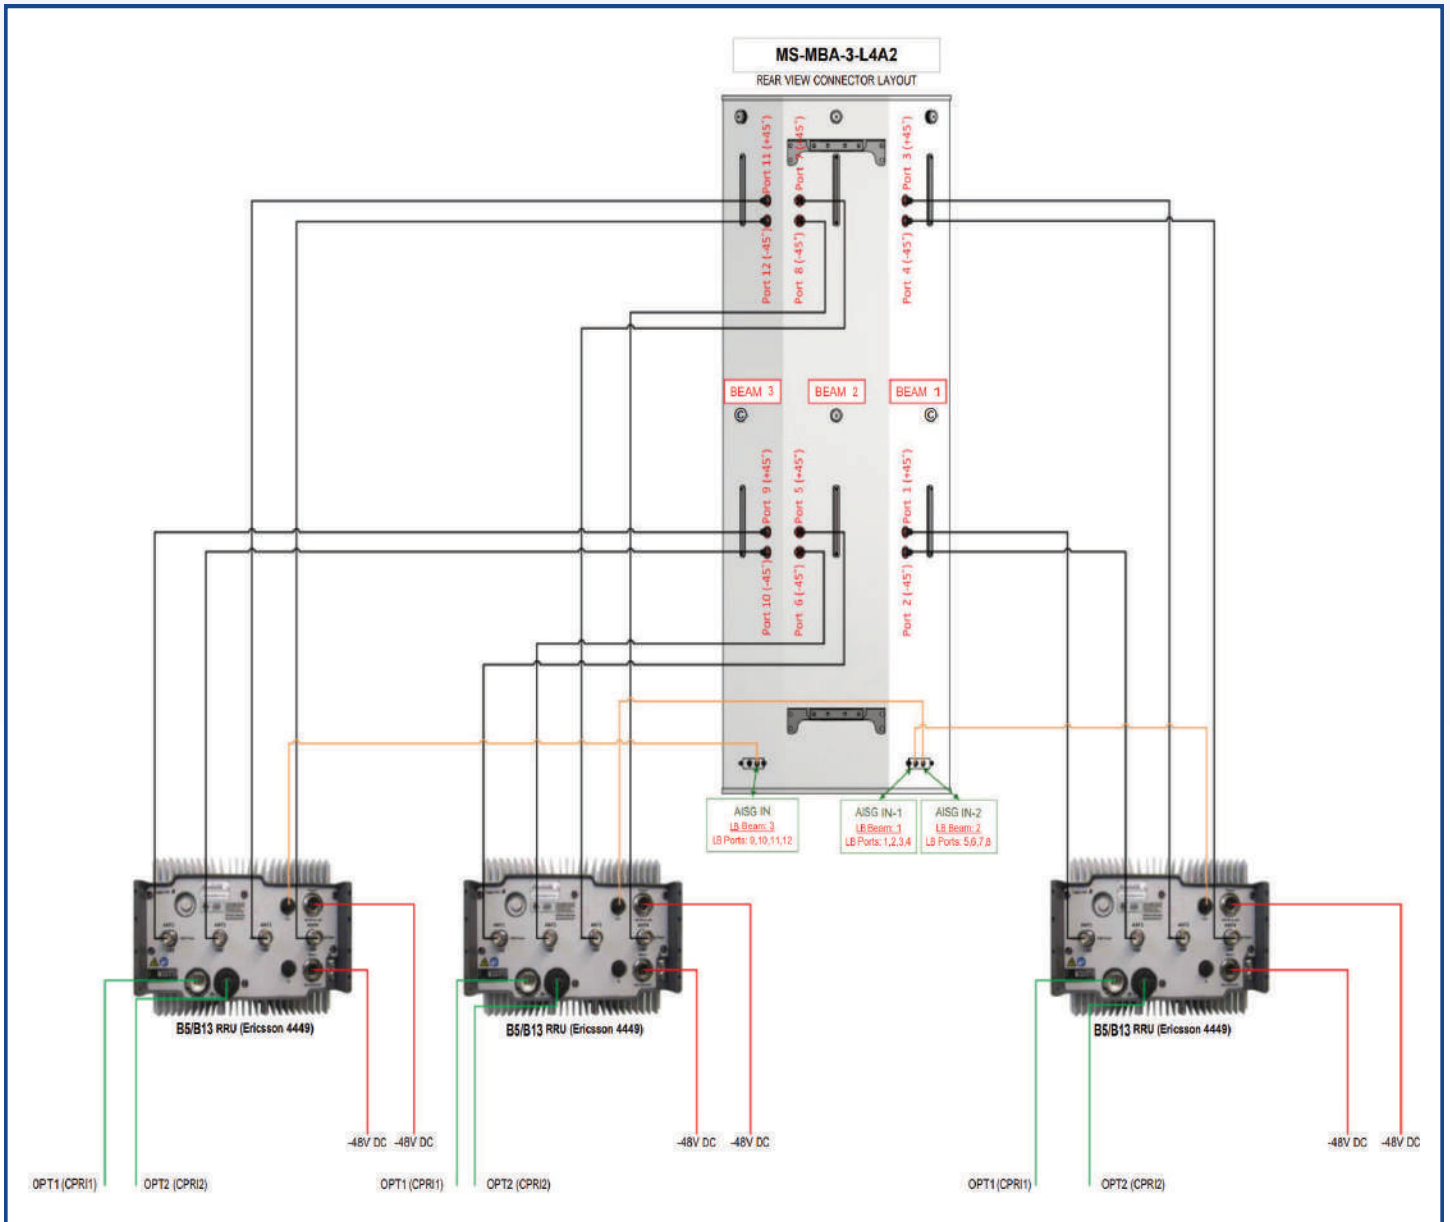 MS-MBA-3-L4A2
REAR VIEW CONNECTOR LAYOUT
Port 11 (+45°)
Port 3 (+45°)
Port 12 (-45°)
Port 8 (-45°)
Port 4 (-45°)
BEAM 3
BEAM 2
BEAM 1
Port 9 (+45°)
Port 5 (+45°)
Port 1 (+45°)
Port 10 (-45°)
Port 6 (-45°)
Port 2 (-45°)
AISG IN
LB Beam: 3
LB Ports: 9,10,11,12
AISG IN-1
LB Beam: 1
LB Ports: 1,2,3,4
AISG IN-2
LB Beam: 2
LB Ports: 5,6,7,8
B5/B13 RRU (Ericsson 4449)
B5/B13 RRU (Ericsson 4449)
B5/B13 RRU (Ericsson 4449)
-48V DC
-48V DC
-48V DC
-48V DC
-48V DC
-48V DC
OPT1 (CPRI1)
OPT2 (CPRI2)
OPT1 (CPRI1)
OPT2 (CPRI2)
OPT1 (CPRI1)
OPT2 (CPRI2)